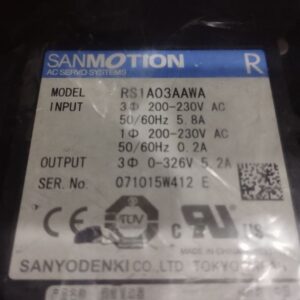 SANMOTION R
AC SERVO SYSTEMS
MODEL RS1A03AAWA
INPUT 3Φ 200-230V AC
50/60Hz 5.8A
1Φ 200-230V AC
50/60Hz 0.2A
OUTPUT 3Φ 0-326V 5.2A
SER. No. 071015W412 E
TÜV C US
MADE IN
SANYODENKI CO., LTD. TOKYO